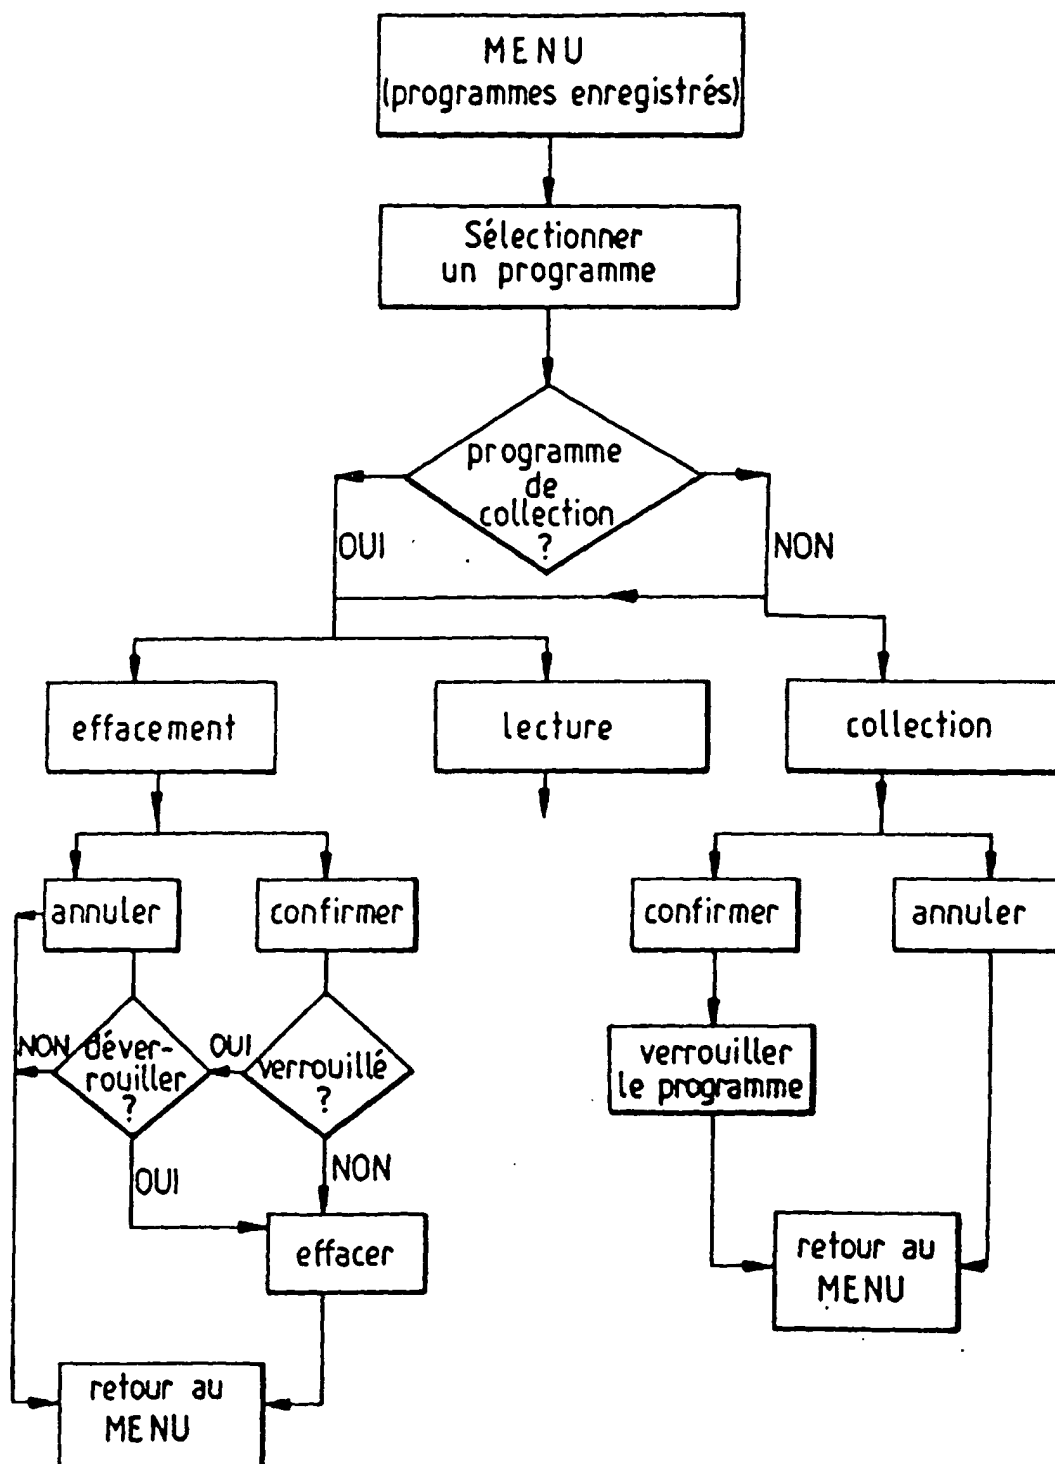 MENU
(programmes enregistrés)
Sélectionner
un programme
programme
de
collection
?
OUI
NON
effacement
lecture
collection
annuler
confirmer
confirmer
annuler
NON
déver-
rouiller
?
OUI
verrouillé
?
verrouiller
le programme
OUI
NON
effacer
retour au
MENU
retour au
MENU